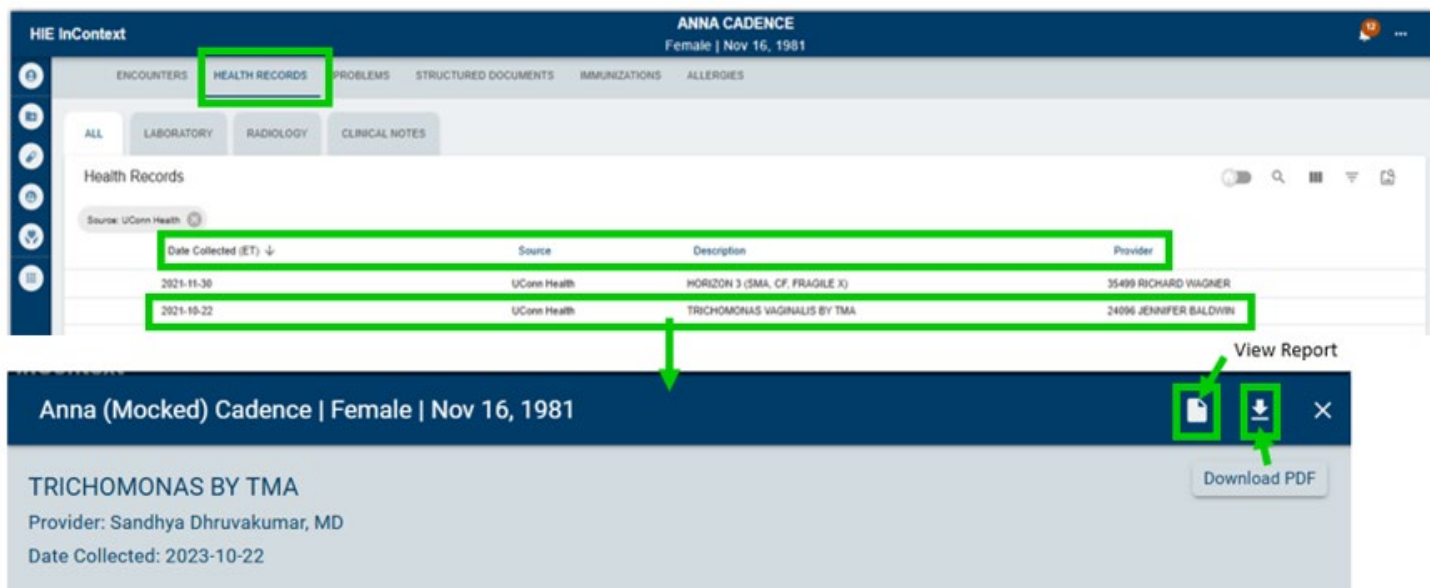 HIE InContext
ANNA CADENCE
12
...
Female | Nov 16, 1981
ENCOUNTERS HEALTH RECORDS PROBLEMS STRUCTURED DOCUMENTS IMMUNIZATIONS ALLERGIES
ALL LABORATORY RADIOLOGY CLINICAL NOTES
Health Records
Source: UConn Health
Date Collected (ET) ↓ Source Description Provider
2021-11-30 UConn Health HORIZON 3 (SMA, CF, FRAGILE X) 35499 RICHARD WAGNER
2021-10-22 UConn Health TRICHOMONAS VAGINALIS BY TMA 24096 JENNIFER BALDWIN
View Report
Anna (Mocked) Cadence | Female | Nov 16, 1981
Download PDF
TRICHOMONAS BY TMA
Provider: Sandhya Dhruvakumar, MD
Date Collected: 2023-10-22